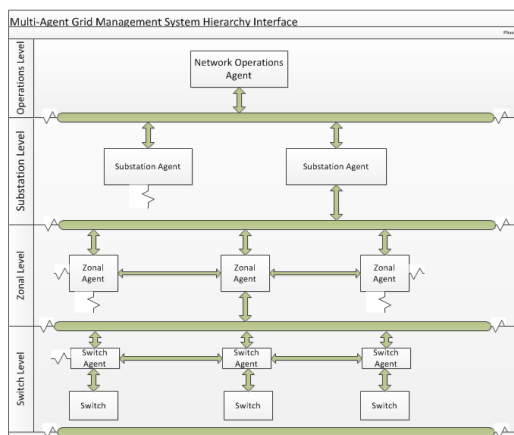 Multi-Agent Grid Management System Hierarchy Interface
Operations Level
Network Operations
Agent
Substation Level
Substation Agent
Substation Agent
Zonal Level
Zonal
Agent
Zonal
Agent
Zonal
Agent
Switch Level
Switch
Agent
Switch
Agent
Switch
Agent
Switch
Switch
Switch